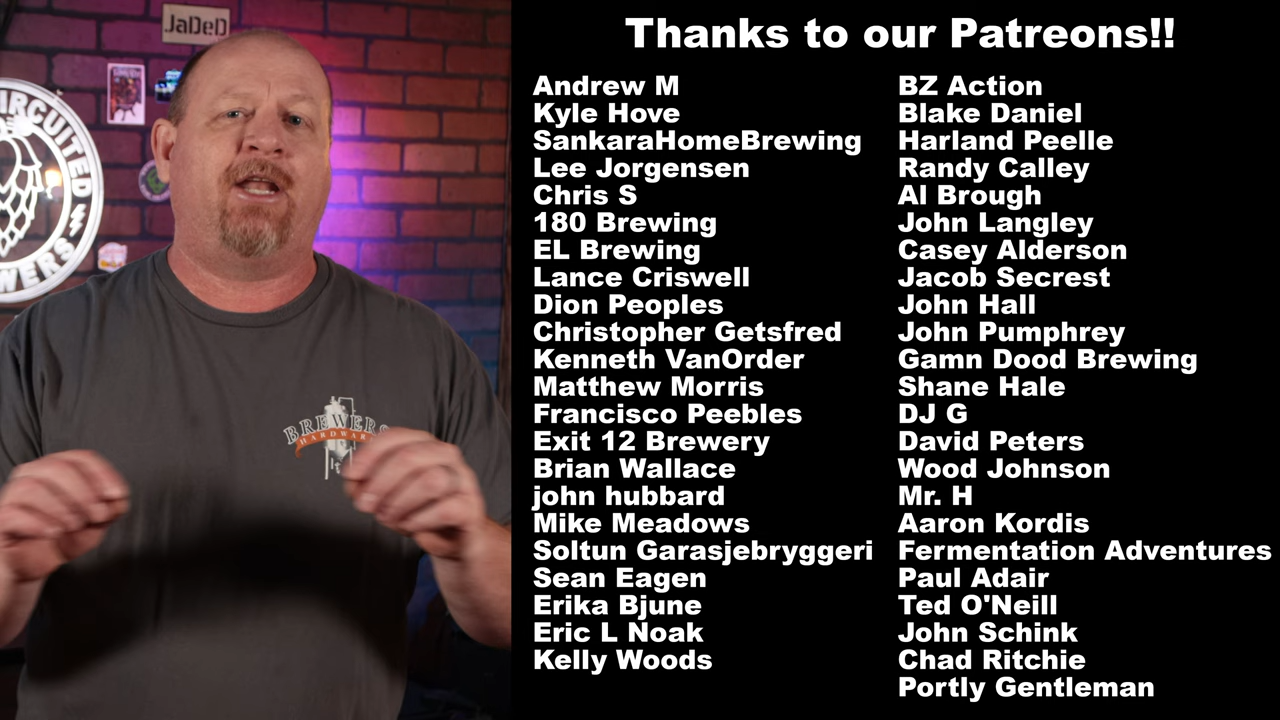 JaDeD
CIRCUITED
BREWERS
HARDWARE
Thanks to our Patreons!!
Andrew M
Kyle Hove
SankaraHomeBrewing
Lee Jorgensen
Chris S
180 Brewing
EL Brewing
Lance Criswell
Dion Peoples
Christopher Getsfred
Kenneth VanOrder
Matthew Morris
Francisco Peebles
Exit 12 Brewery
Brian Wallace
john hubbard
Mike Meadows
Soltun Garasjebryggeri
Sean Eagen
Erika Bjune
Eric L Noak
Kelly Woods
BZ Action
Blake Daniel
Harland Peelle
Randy Calley
Al Brough
John Langley
Casey Alderson
Jacob Secrest
John Hall
John Pumphrey
Gamn Dood Brewing
Shane Hale
DJ G
David Peters
Wood Johnson
Mr. H
Aaron Kordis
Fermentation Adventures
Paul Adair
Ted O'Neill
John Schink
Chad Ritchie
Portly Gentleman